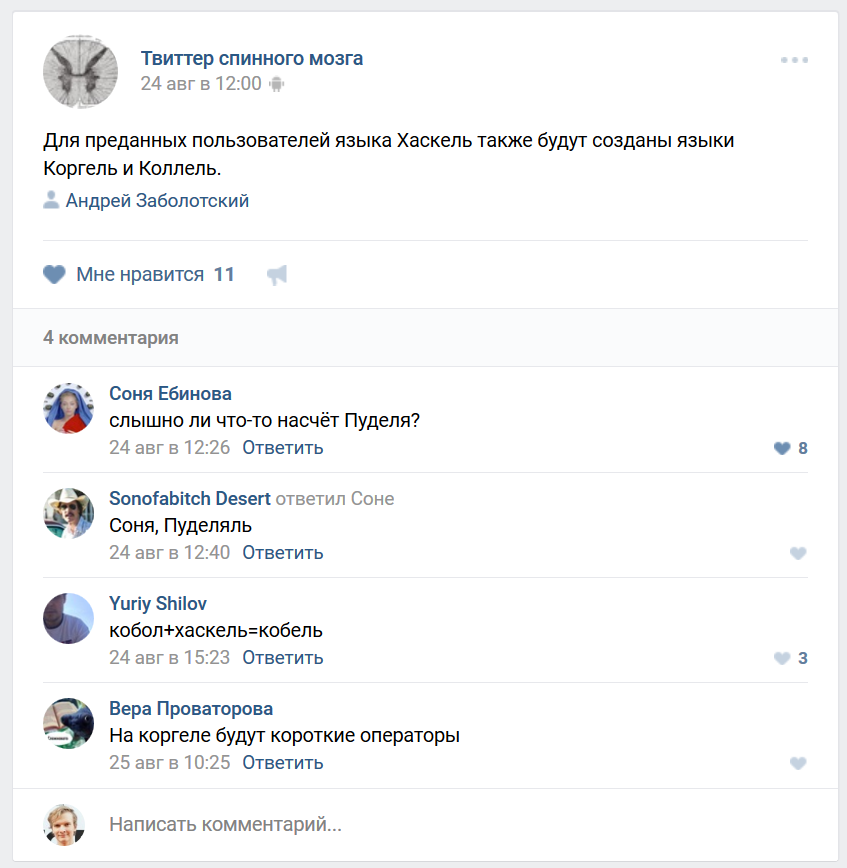 Твиттер спинного мозга
24 авг в 12:00
Для преданных пользователей языка Хаскель также будут созданы языки
Коргель и Коллель.
Андрей Заболотский
Мне нравится 11
4 комментария
Соня Ебинова
слышно ли что-то насчёт Пуделя?
24 авг в 12:26 Ответить
8
Sonofabitch Desert ответил Соне
Соня, Пуделяль
24 авг в 12:40 Ответить
Yuriy Shilov
кобол+хаскель=кобель
24 авг в 15:23 Ответить
3
Вера Проваторова
На коргеле будут короткие операторы
25 авг в 10:25 Ответить
Написать комментарий...